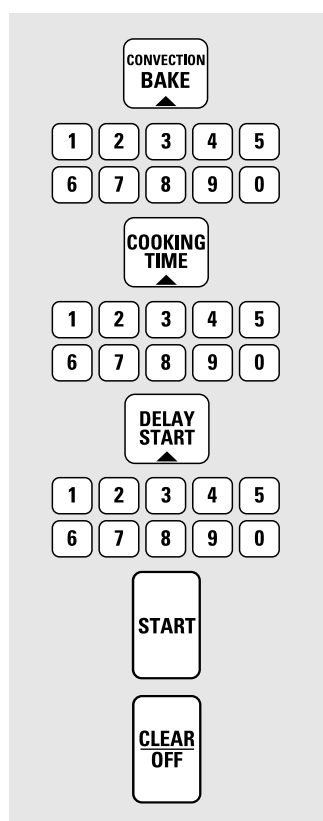 CONVECTION
BAKE
1 2 3 4 5
6 7 8 9 0
COOKING
TIME
1 2 3 4 5
6 7 8 9 0
DELAY
START
1 2 3 4 5
6 7 8 9 0
START
CLEAR
OFF